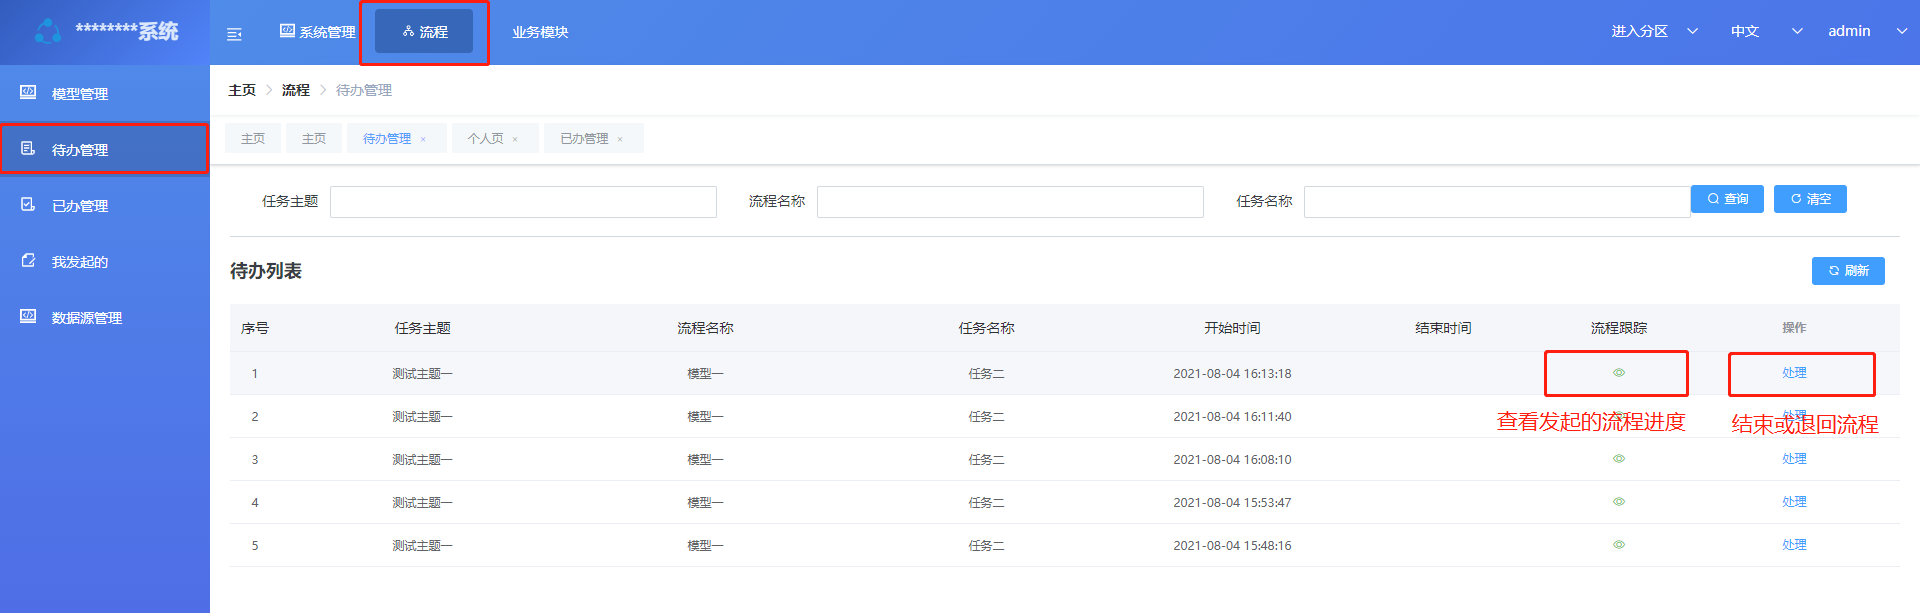 ********系统
系统管理 流程 业务模块 进入分区 中文 admin
模型管理
待办管理
已办管理
我发起的
数据源管理
主页 > 流程 > 待办管理
主页 主页 待办管理 × 个人页 × 已办管理 ×
任务主题 流程名称 任务名称 查询 清空
待办列表 刷新
序号 任务主题 流程名称 任务名称 开始时间 结束时间 流程跟踪 操作
1 测试主题一 模型一 任务二 2021-08-04 16:13:18 处理
2 测试主题一 模型一 任务二 2021-08-04 16:11:40 处理
查看发起的流程进度 结束或退回流程
3 测试主题一 模型一 任务二 2021-08-04 16:08:10 处理
4 测试主题一 模型一 任务二 2021-08-04 15:53:47 处理
5 测试主题一 模型一 任务二 2021-08-04 15:48:16 处理